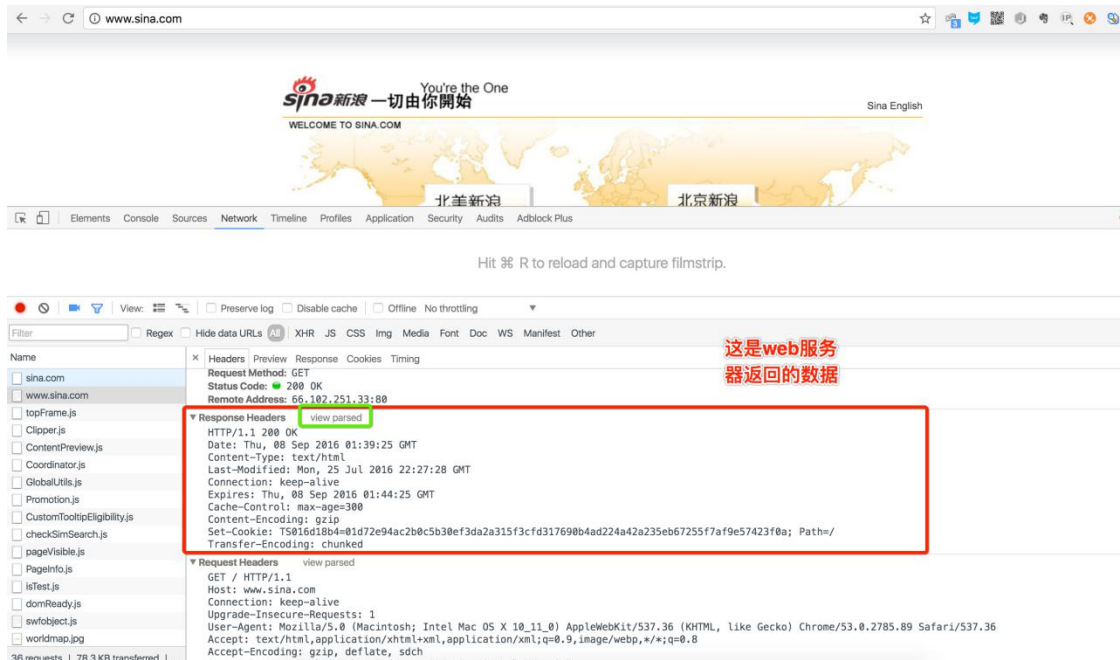 www.sina.com
You're the One
sina新浪 一切由你開始
Sina English
WELCOME TO SINA.COM
北美新浪
北京新浪
Elements Console Sources Network Timeline Profiles Application Security Audits Adblock Plus
Hit ⌘ R to reload and capture filmstrip.
View: Preserve log Disable cache Offline No throttling
Filter Regex Hide data URLs All XHR JS CSS Img Media Font Doc WS Manifest Other
这是web服务
器返回的数据
Name × Headers Preview Response Cookies Timing
sina.com
www.sina.com
topFrame.js
Clipper.js
ContentPreview.js
Coordinator.js
GlobalUtils.js
Promotion.js
CustomTooltipEligibility.js
checkSimSearch.js
pageVisible.js
PageInfo.js
isTest.js
domReady.js
swfobject.js
worldmap.jpg
36 requests | 78.3 KB transferred |
Request Method: GET
Status Code: 200 OK
Remote Address: 66.102.251.33:80
Response Headers view parsed
HTTP/1.1 200 OK
Date: Thu, 08 Sep 2016 01:39:25 GMT
Content-Type: text/html
Last-Modified: Mon, 25 Jul 2016 22:27:28 GMT
Connection: keep-alive
Expires: Thu, 08 Sep 2016 01:44:25 GMT
Cache-Control: max-age=300
Content-Encoding: gzip
Set-Cookie: TS016d18b4=01d72e94ac2b0c5b30ef3da2a315f3cfd317690b4ad224a42a235eb67255f7af9e57423f0a; Path=/
Transfer-Encoding: chunked
Request Headers view parsed
GET / HTTP/1.1
Host: www.sina.com
Connection: keep-alive
Upgrade-Insecure-Requests: 1
User-Agent: Mozilla/5.0 (Macintosh; Intel Mac OS X 10_11_0) AppleWebKit/537.36 (KHTML, like Gecko) Chrome/53.0.2785.89 Safari/537.36
Accept: text/html,application/xhtml+xml,application/xml;q=0.9,image/webp,*/*;q=0.8
Accept-Encoding: gzip, deflate, sdch